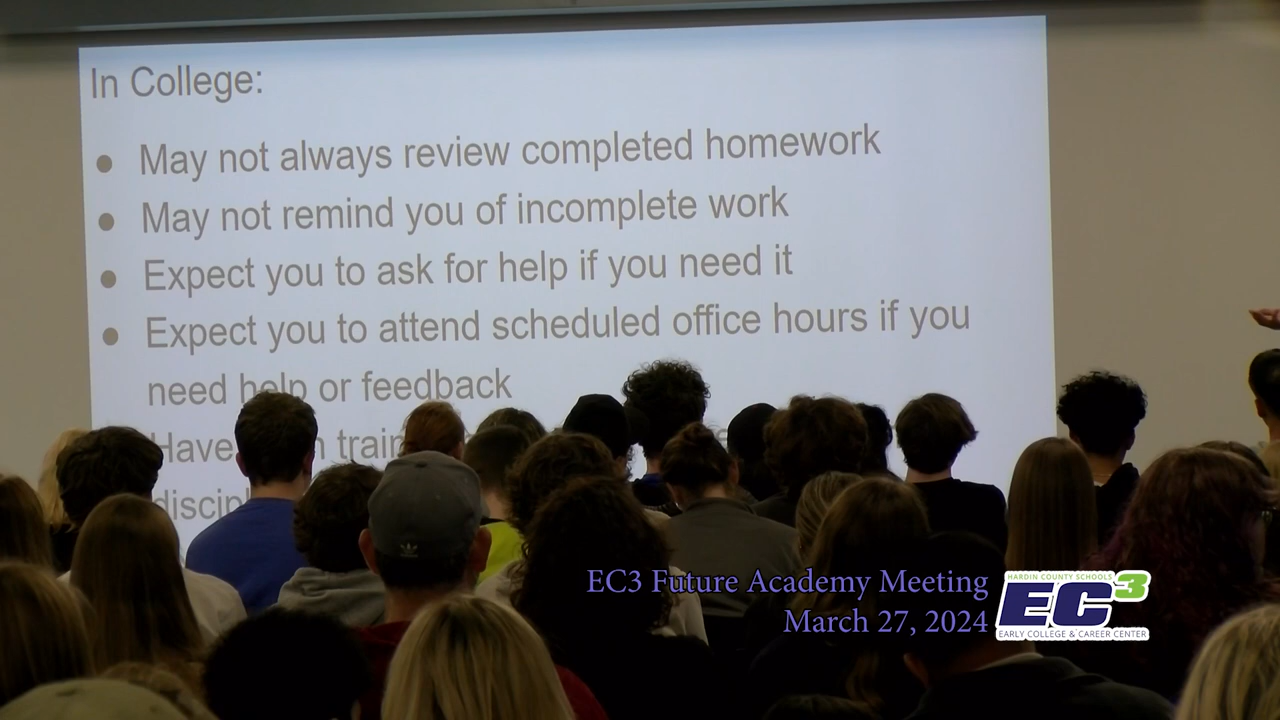 In College:
● May not always review completed homework
● May not remind you of incomplete work
● Expect you to ask for help if you need it
● Expect you to attend scheduled office hours if you
need help or feedback
Have
EC3 Future Academy Meeting
March 27, 2024
HARDIN COUNTY SCHOOLS
EC3
EARLY COLLEGE & CAREER CENTER